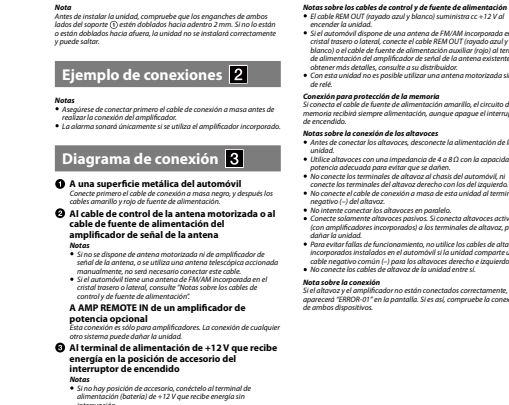 Nota
Antes de instalar la unidad, compruebe que los enganches de ambos
lados del soporte ① están doblados hacia adentro 2 mm. Si no lo están
o están doblados hacia afuera, la unidad no se instalará correctamente
y puede saltar.
Ejemplo de conexiones 2
Notas
• Asegúrese de conectar primero el cable de conexión a masa antes de
realizar la conexión del amplificador.
• La alarma sonará únicamente si se utiliza el amplificador incorporado.
Diagrama de conexión 3
❶ A una superficie metálica del automóvil
Conecte primero el cable de conexión a masa negro, y después los
cables amarillo y rojo de fuente de alimentación.
❷ Al cable de control de la antena motorizada o al
cable de fuente de alimentación del
amplificador de señal de la antena
Notas
• Si no se dispone de antena motorizada ni de amplificador de
señal de la antena, o se utiliza una antena telescópica accionada
manualmente, no será necesario conectar este cable.
• Si el automóvil tiene una antena de FM/AM incorporada en el
cristal trasero o lateral, consulte “Notas sobre los cables de
control y de fuente de alimentación”.
A AMP REMOTE IN de un amplificador de
potencia opcional
Esta conexión es sólo para amplificadores. La conexión de cualquier
otro sistema puede dañar la unidad.
❸ Al terminal de alimentación de +12 V que recibe
energía en la posición de accesorio del
interruptor de encendido
Notas
• Si no hay posición de accesorio, conéctelo al terminal de
alimentación (batería) de +12 V que recibe energía sin
Notas sobre los cables de control y de fuente de alimentación
• El cable REM OUT (rayado azul y blanco) suministra cc +12 V al
encender la unidad.
• Si el automóvil dispone de una antena de FM/AM incorporada en
cristal trasero o lateral, conecte el cable REM OUT (rayado azul y
blanco) o el cable de fuente de alimentación auxiliar (rojo) al
de alimentación del amplificador de señal de la antena existente
obtener más detalles, consulte a su distribuidor.
• Con esta unidad no es posible utilizar una antena motorizada
de relé.
Conexión para protección de la memoria
Si conecta el cable de fuente de alimentación amarillo, el circuito d
memoria recibirá siempre alimentación, aunque apague el
de encendido.
Notas sobre la conexión de los altavoces
• Antes de conectar los altavoces, desconecte la alimentación de l
unidad.
• Utilice altavoces con una impedancia de 4 a 8 Ω con la capacida
potencia adecuada para evitar que se dañen.
• No conecte los terminales de altavoz al chasis del automóvil, ni
conecte los terminales del altavoz derecho con los del izquierdo.
• No conecte el cable de conexión a masa de esta unidad al
negativo (–) del altavoz.
• No intente conectar los altavoces en paralelo.
• Conecte solamente altavoces pasivos. Si conecta altavoces
(con amplificadores incorporados) a los terminales de altavoz, p
dañar la unidad.
• Para evitar fallas de funcionamiento, no utilice los cables de
incorporados instalados en el automóvil si la unidad comparte u
cable negativo común (–) para los altavoces derecho e izquierdo
• No conecte los cables de altavoz de la unidad entre sí.
Nota sobre la conexión
Si el altavoz y el amplificador no están conectados correctamente,
aparecerá “ERROR-01” en la pantalla. Si es así, compruebe la
de ambos dispositivos.